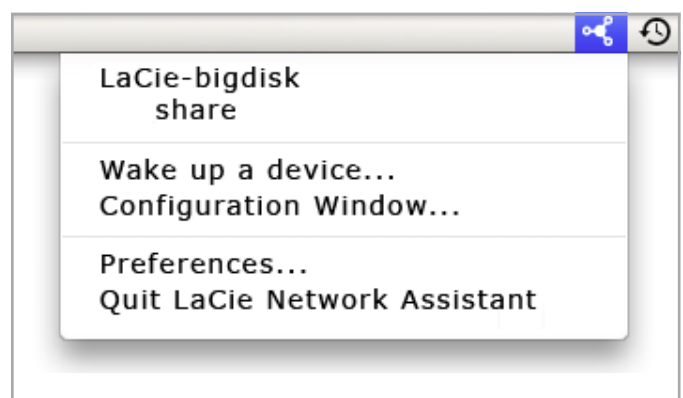 LaCie-bigdisk
share
Wake up a device...
Configuration Window...
Preferences...
Quit LaCie Network Assistant